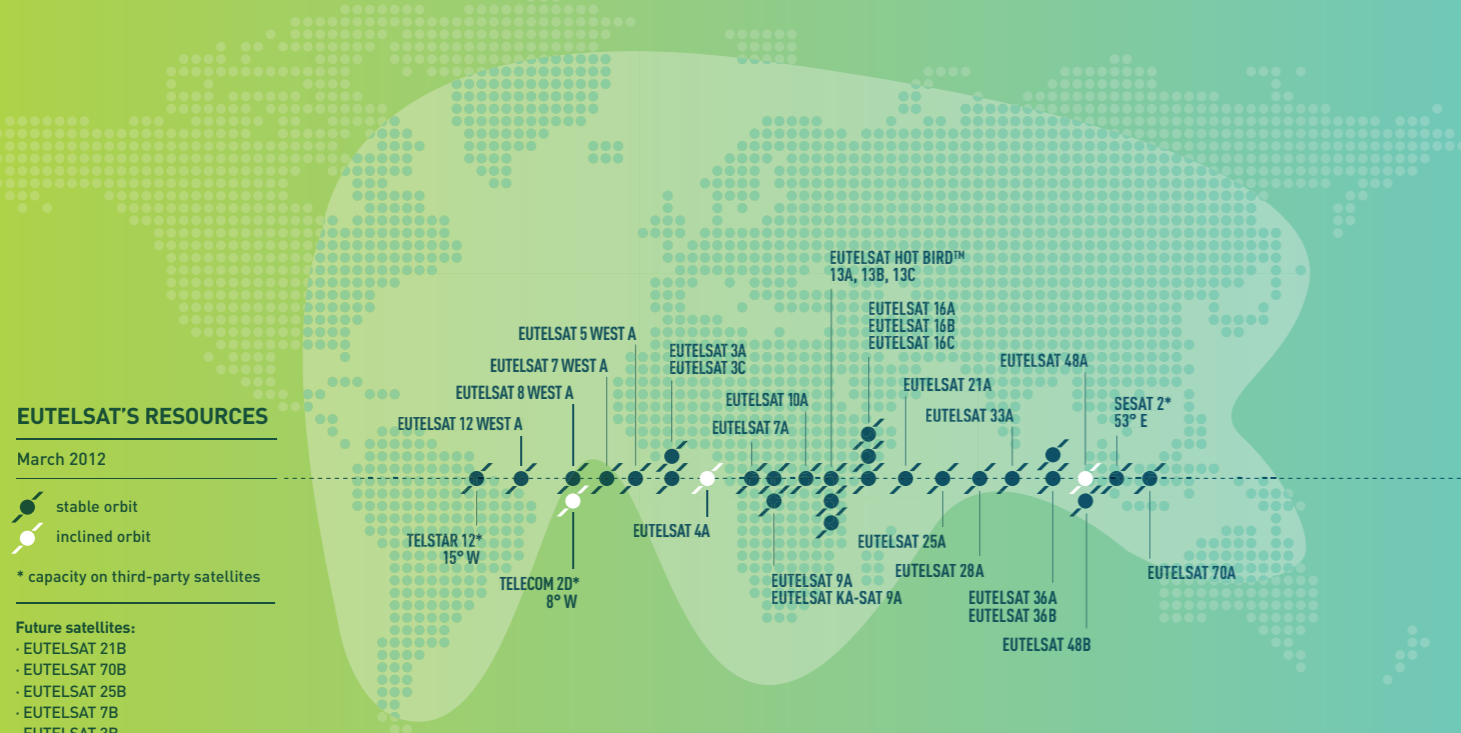 EUTELSAT HOT BIRD™
13A, 13B, 13C
EUTELSAT 16A
EUTELSAT 16B
EUTELSAT 16C
EUTELSAT 5 WEST A
EUTELSAT 3A
EUTELSAT 3C
EUTELSAT 48A
EUTELSAT 7 WEST A
EUTELSAT 8 WEST A
EUTELSAT 21A
EUTELSAT 10A
SESAT 2*
53° E
EUTELSAT 12 WEST A
EUTELSAT 7A
EUTELSAT 33A
EUTELSAT'S RESOURCES
March 2012
stable orbit
inclined orbit
* capacity on third-party satellites
TELSTAR 12*
15° W
TELECOM 2D*
8° W
EUTELSAT 4A
EUTELSAT 9A
EUTELSAT KA-SAT 9A
EUTELSAT 25A
EUTELSAT 28A
EUTELSAT 36A
EUTELSAT 36B
EUTELSAT 48B
EUTELSAT 70A
Future satellites:
· EUTELSAT 21B
· EUTELSAT 70B
· EUTELSAT 25B
· EUTELSAT 7B
· EUTELSAT